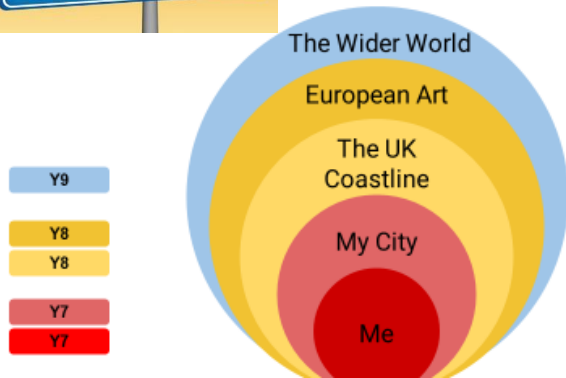 The Wider World
European Art
The UK
Coastline
My City
Me
Y9
Y8
Y8
Y7
Y7